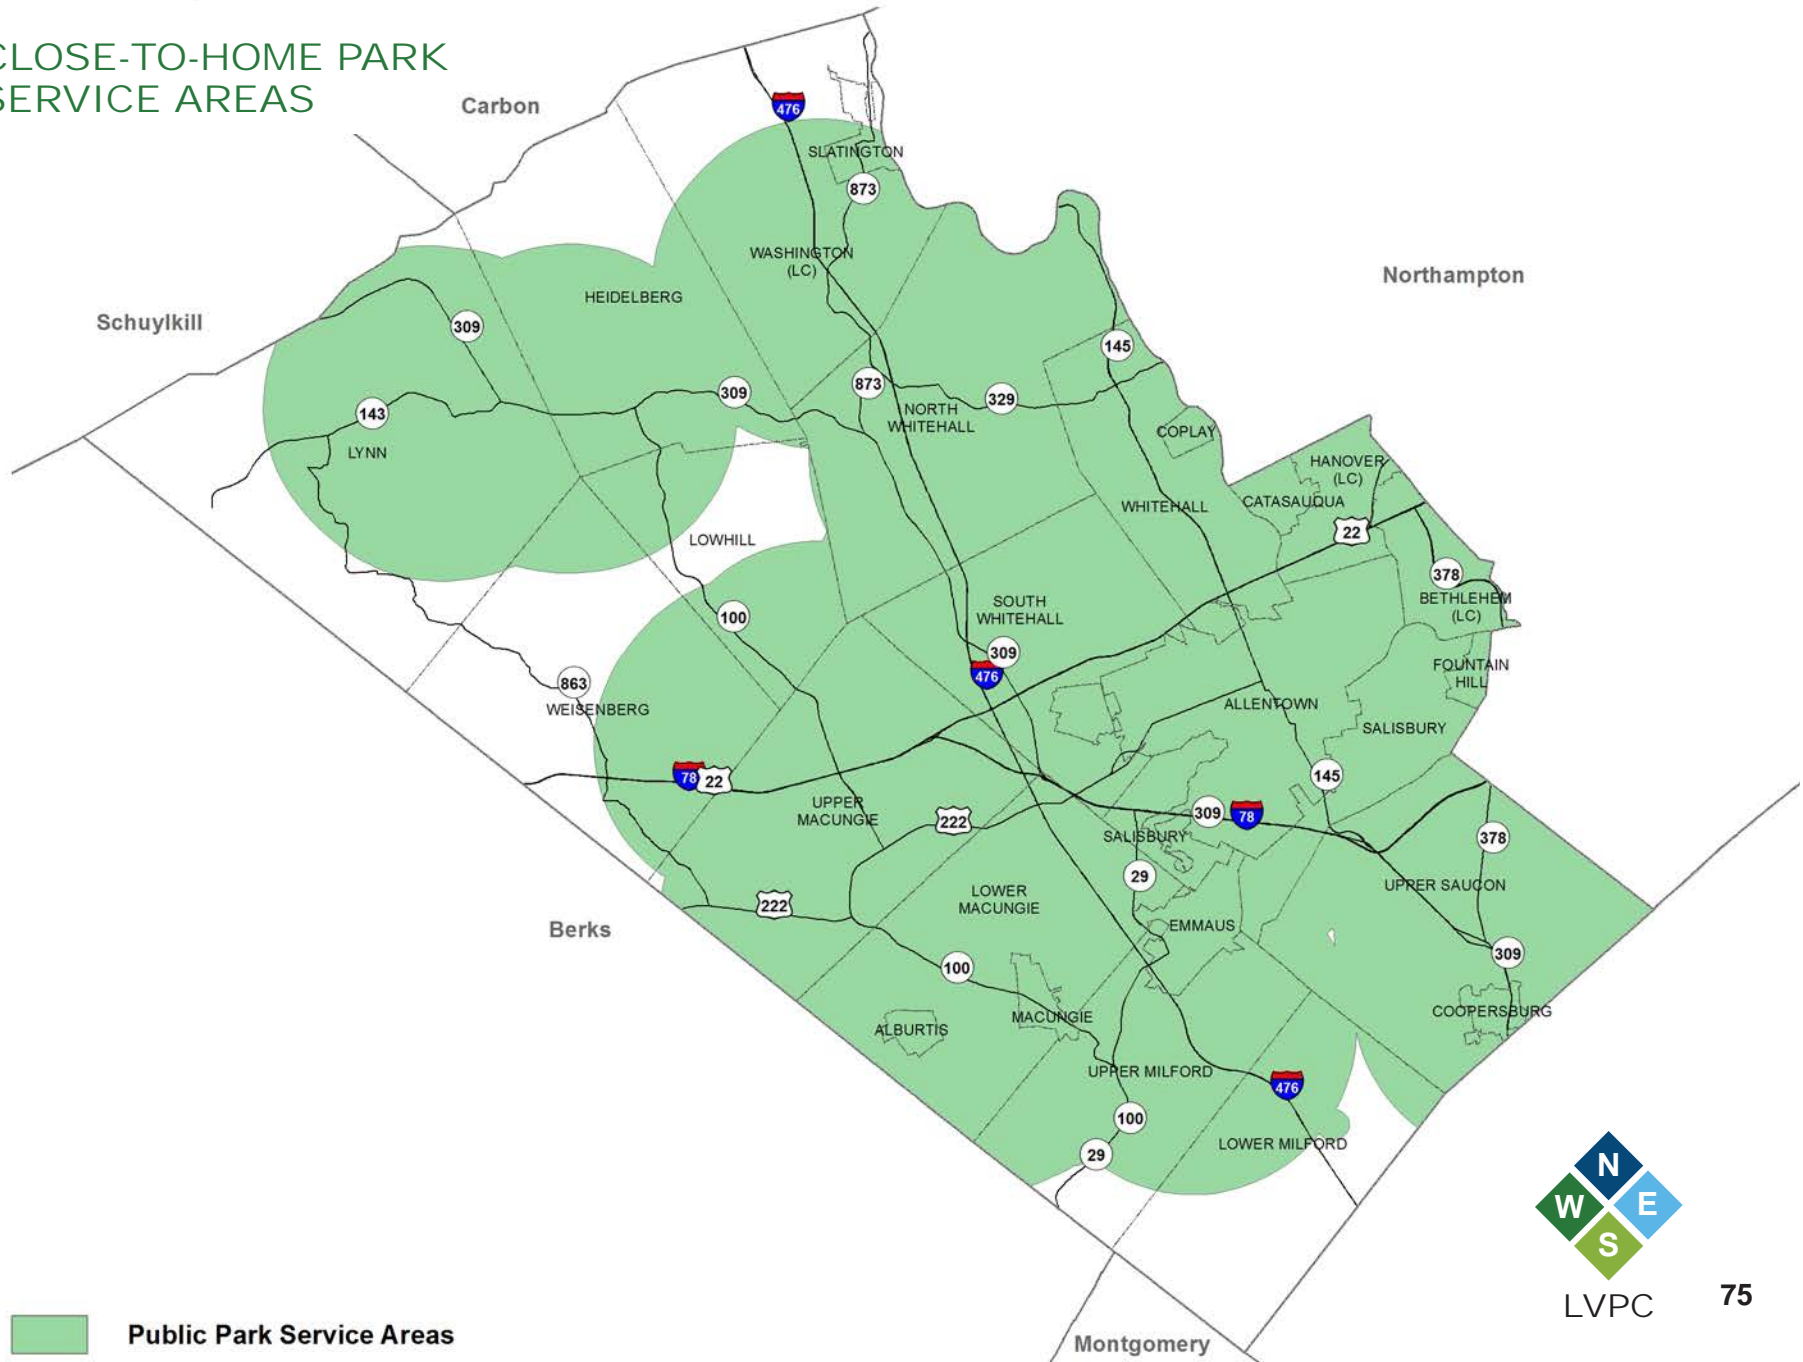 CLOSE-TO-HOME PARK
SERVICE AREAS
Carbon
476
SLATINGTON
873
WASHINGTON
(LC)
Northampton
HEIDELBERG
Schuylkill
309
145
873
309
329
143
NORTH
WHITEHALL
COPLAY
LYNN
HANOVER
(LC)
CATASAUQUA
WHITEHALL
22
LOWHILL
378
BETHLEHEM
(LC)
SOUTH
WHITEHALL
100
309
476
FOUNTAIN
HILL
863
WEISENBERG
ALLENTOWN
SALISBURY
78
22
145
UPPER
MACUNGIE
222
309
78
SALISBURY
378
29
UPPER SAUCON
LOWER
MACUNGIE
222
EMMAUS
Berks
309
100
COOPERSBURG
MACUNGIE
ALBURTIS
UPPER MILFORD
476
100
LOWER MILFORD
29
N
W
E
S
LVPC
75
Public Park Service Areas
Montgomery